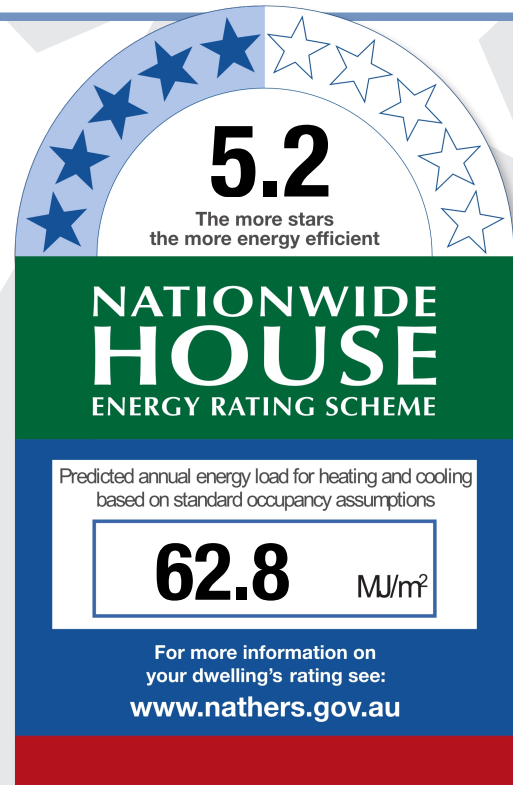 5.2
The more stars
the more energy efficient
NATIONWIDE
HOUSE
ENERGY RATING SCHEME
Predicted annual energy load for heating and cooling
based on standard occupancy assumptions
62.8 MJ/m²
For more information on
your dwelling's rating see:
www.nathers.gov.au